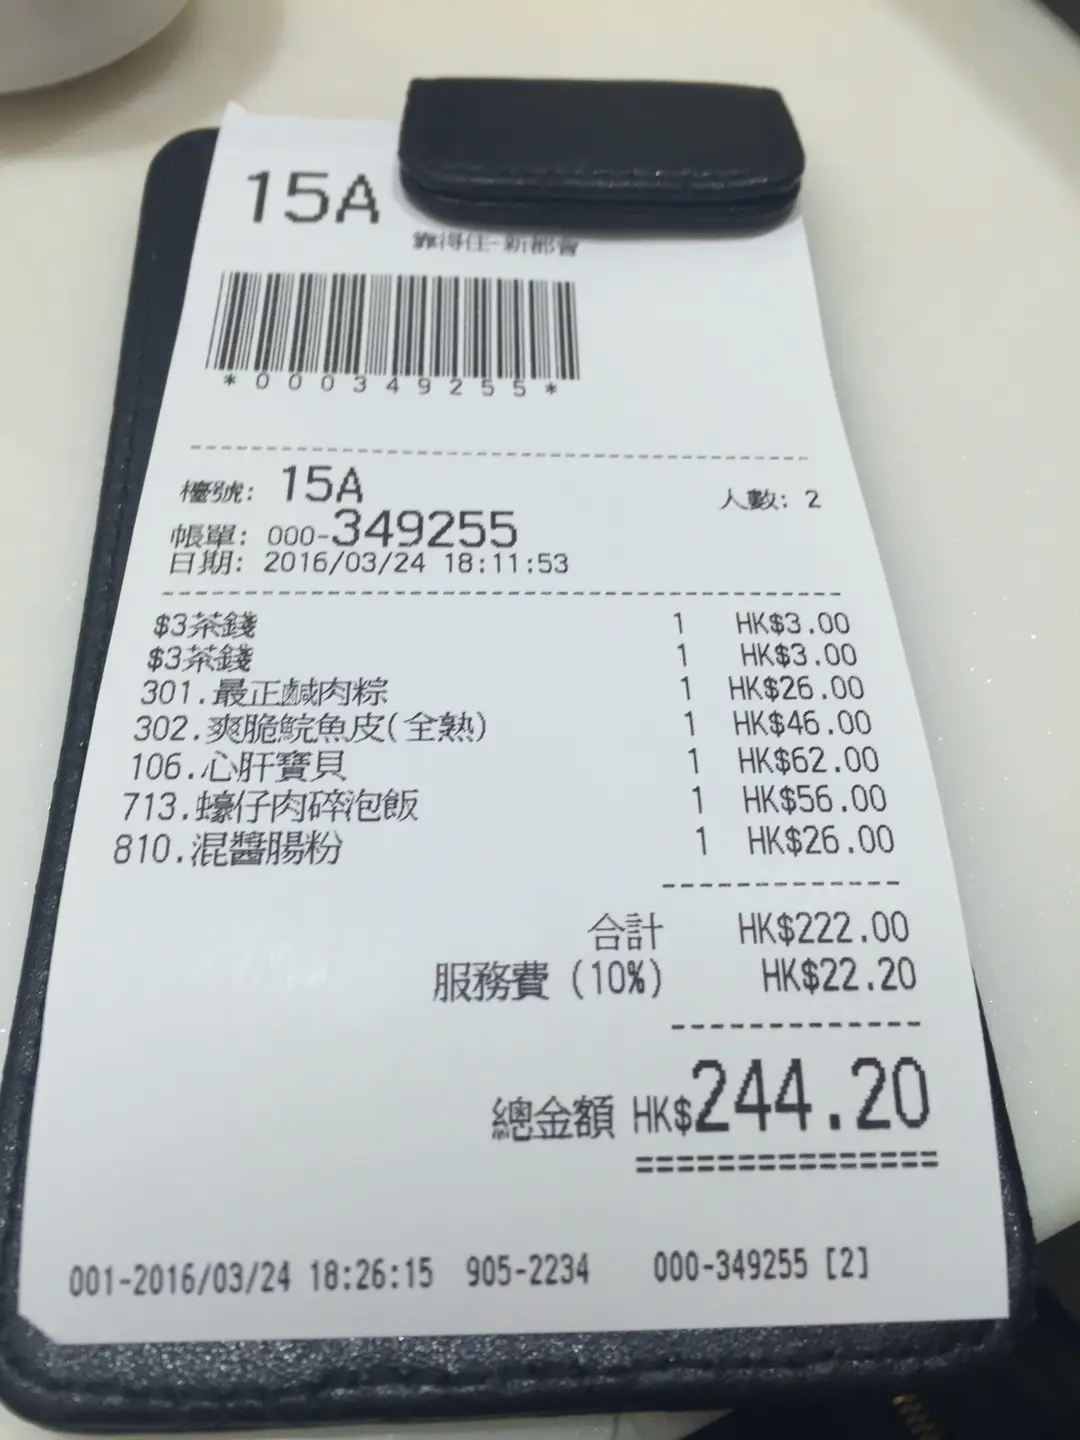 15A
靠得住-新都景
*000349255*
檯號: 15A 人數: 2
帳單: 000-349255
日期: 2016/03/24 18:11:53
$3茶錢 1 HK$3.00
$3茶錢 1 HK$3.00
301.最正鹹肉粽 1 HK$26.00
302.爽脆鯇魚皮(全熟) 1 HK$46.00
106.心肝寶貝 1 HK$62.00
713.蠔仔肉碎泡飯 1 HK$56.00
810.混醬腸粉 1 HK$26.00
合計 HK$222.00
服務費 (10%) HK$22.20
總金額 HK$244.20
001-2016/03/24 18:26:15 905-2234 000-349255 [2]